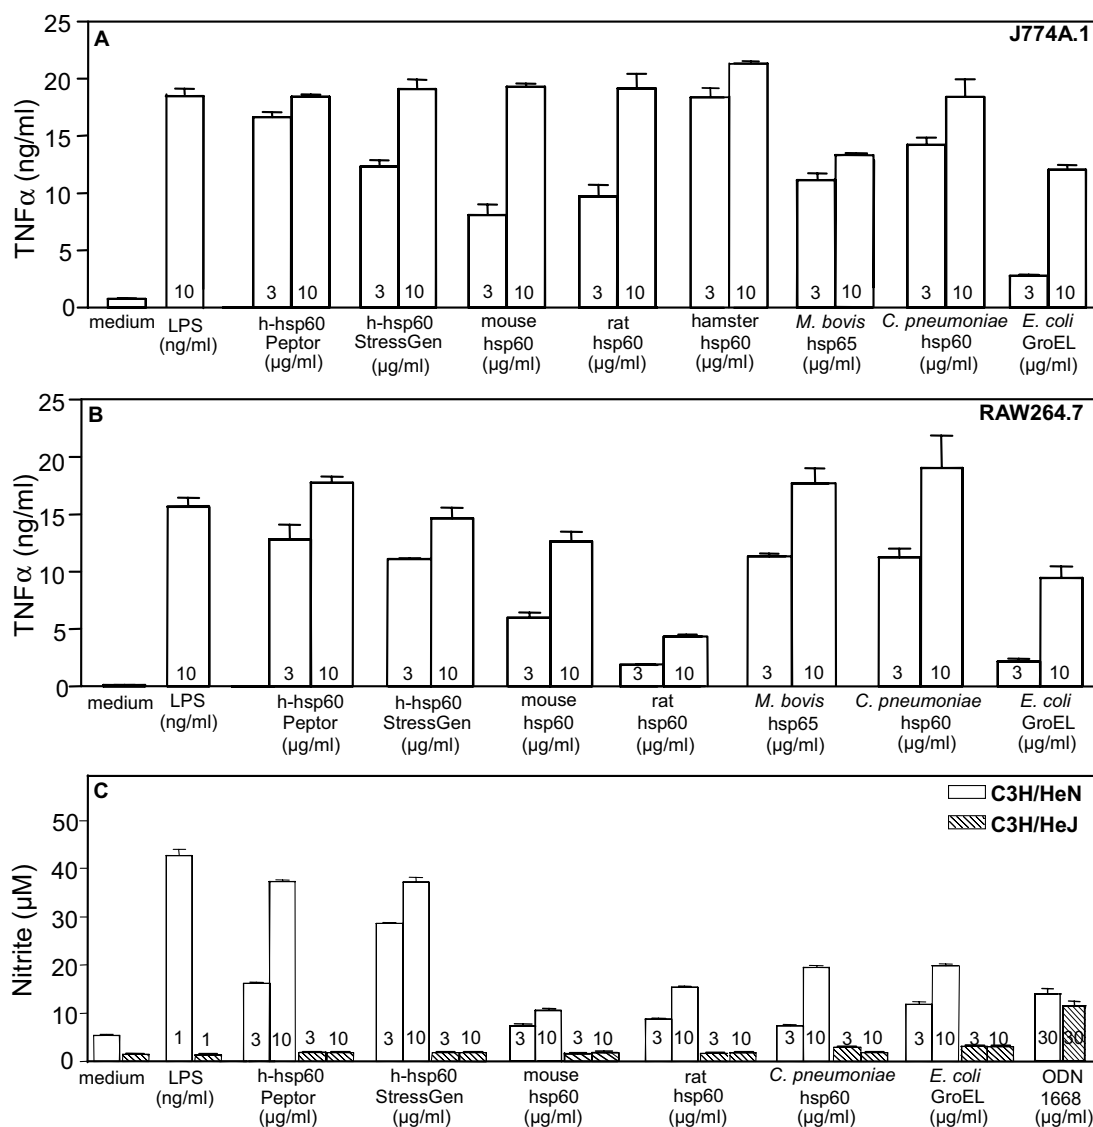 A
J774A.1
TNFα (ng/ml)
25
20
15
10
5
0
10
3 10
3 10
3 10
3 10
3 10
3 10
3 10
3 10
medium LPS h-hsp60 h-hsp60 mouse rat hamster M. bovis C. pneumoniae E. coli
(ng/ml) Peptor StressGen hsp60 hsp60 hsp60 hsp65 hsp60 GroEL
(µg/ml) (µg/ml) (µg/ml) (µg/ml) (µg/ml) (µg/ml) (µg/ml) (µg/ml)
B
RAW264.7
TNFα (ng/ml)
25
20
15
10
5
0
10
3 10
3 10
3 10
3 10
3 10
3 10
3 10
medium LPS h-hsp60 h-hsp60 mouse rat M. bovis C. pneumoniae E. coli
(ng/ml) Peptor StressGen hsp60 hsp60 hsp65 hsp60 GroEL
(µg/ml) (µg/ml) (µg/ml) (µg/ml) (µg/ml) (µg/ml) (µg/ml)
C
C3H/HeN
C3H/HeJ
Nitrite (µM)
50
40
30
20
10
0
1 1
3 10 3 10
3 10 3 10
3 10 3 10
3 10 3 10
3 10 3 10
3 10 3 10
30 30
medium LPS h-hsp60 h-hsp60 mouse rat C. pneumoniae E. coli ODN
(ng/ml) Peptor StressGen hsp60 hsp60 hsp60 GroEL 1668
(µg/ml) (µg/ml) (µg/ml) (µg/ml) (µg/ml) (µg/ml) (µg/ml)